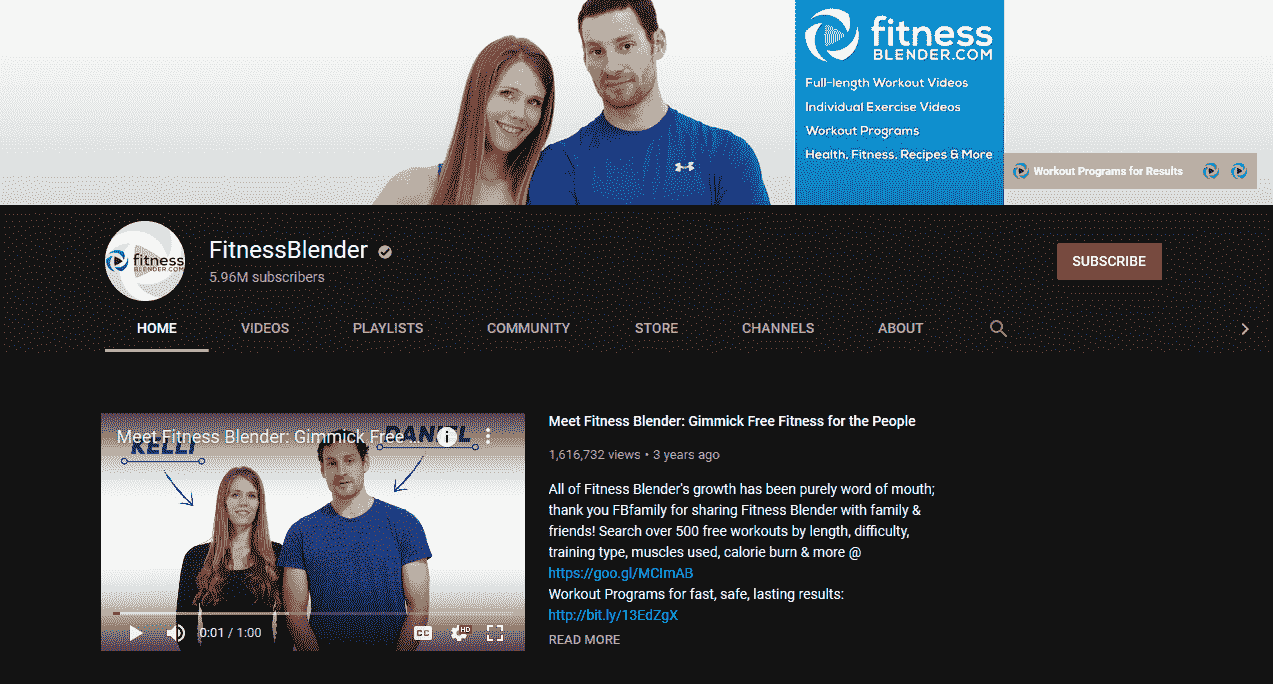 fitness
BLENDER.COM
Full-length Workout Videos
Individual Exercise Videos
Workout Programs
Health, Fitness, Recipes & More
Workout Programs for Results
fitness
BLENDER.COM
FitnessBlender
5.96M subscribers
SUBSCRIBE
HOME VIDEOS PLAYLISTS COMMUNITY STORE CHANNELS ABOUT
Meet Fitness Blender: Gimmick Free ...
KELLI
DANIEL
0:01 / 1:00
CC
HD
Meet Fitness Blender: Gimmick Free Fitness for the People
1,616,732 views • 3 years ago
All of Fitness Blender's growth has been purely word of mouth;
thank you FBfamily for sharing Fitness Blender with family &
friends! Search over 500 free workouts by length, difficulty,
training type, muscles used, calorie burn & more @
https://goo.gl/MCImAB
Workout Programs for fast, safe, lasting results:
http://bit.ly/13EdZgX
READ MORE